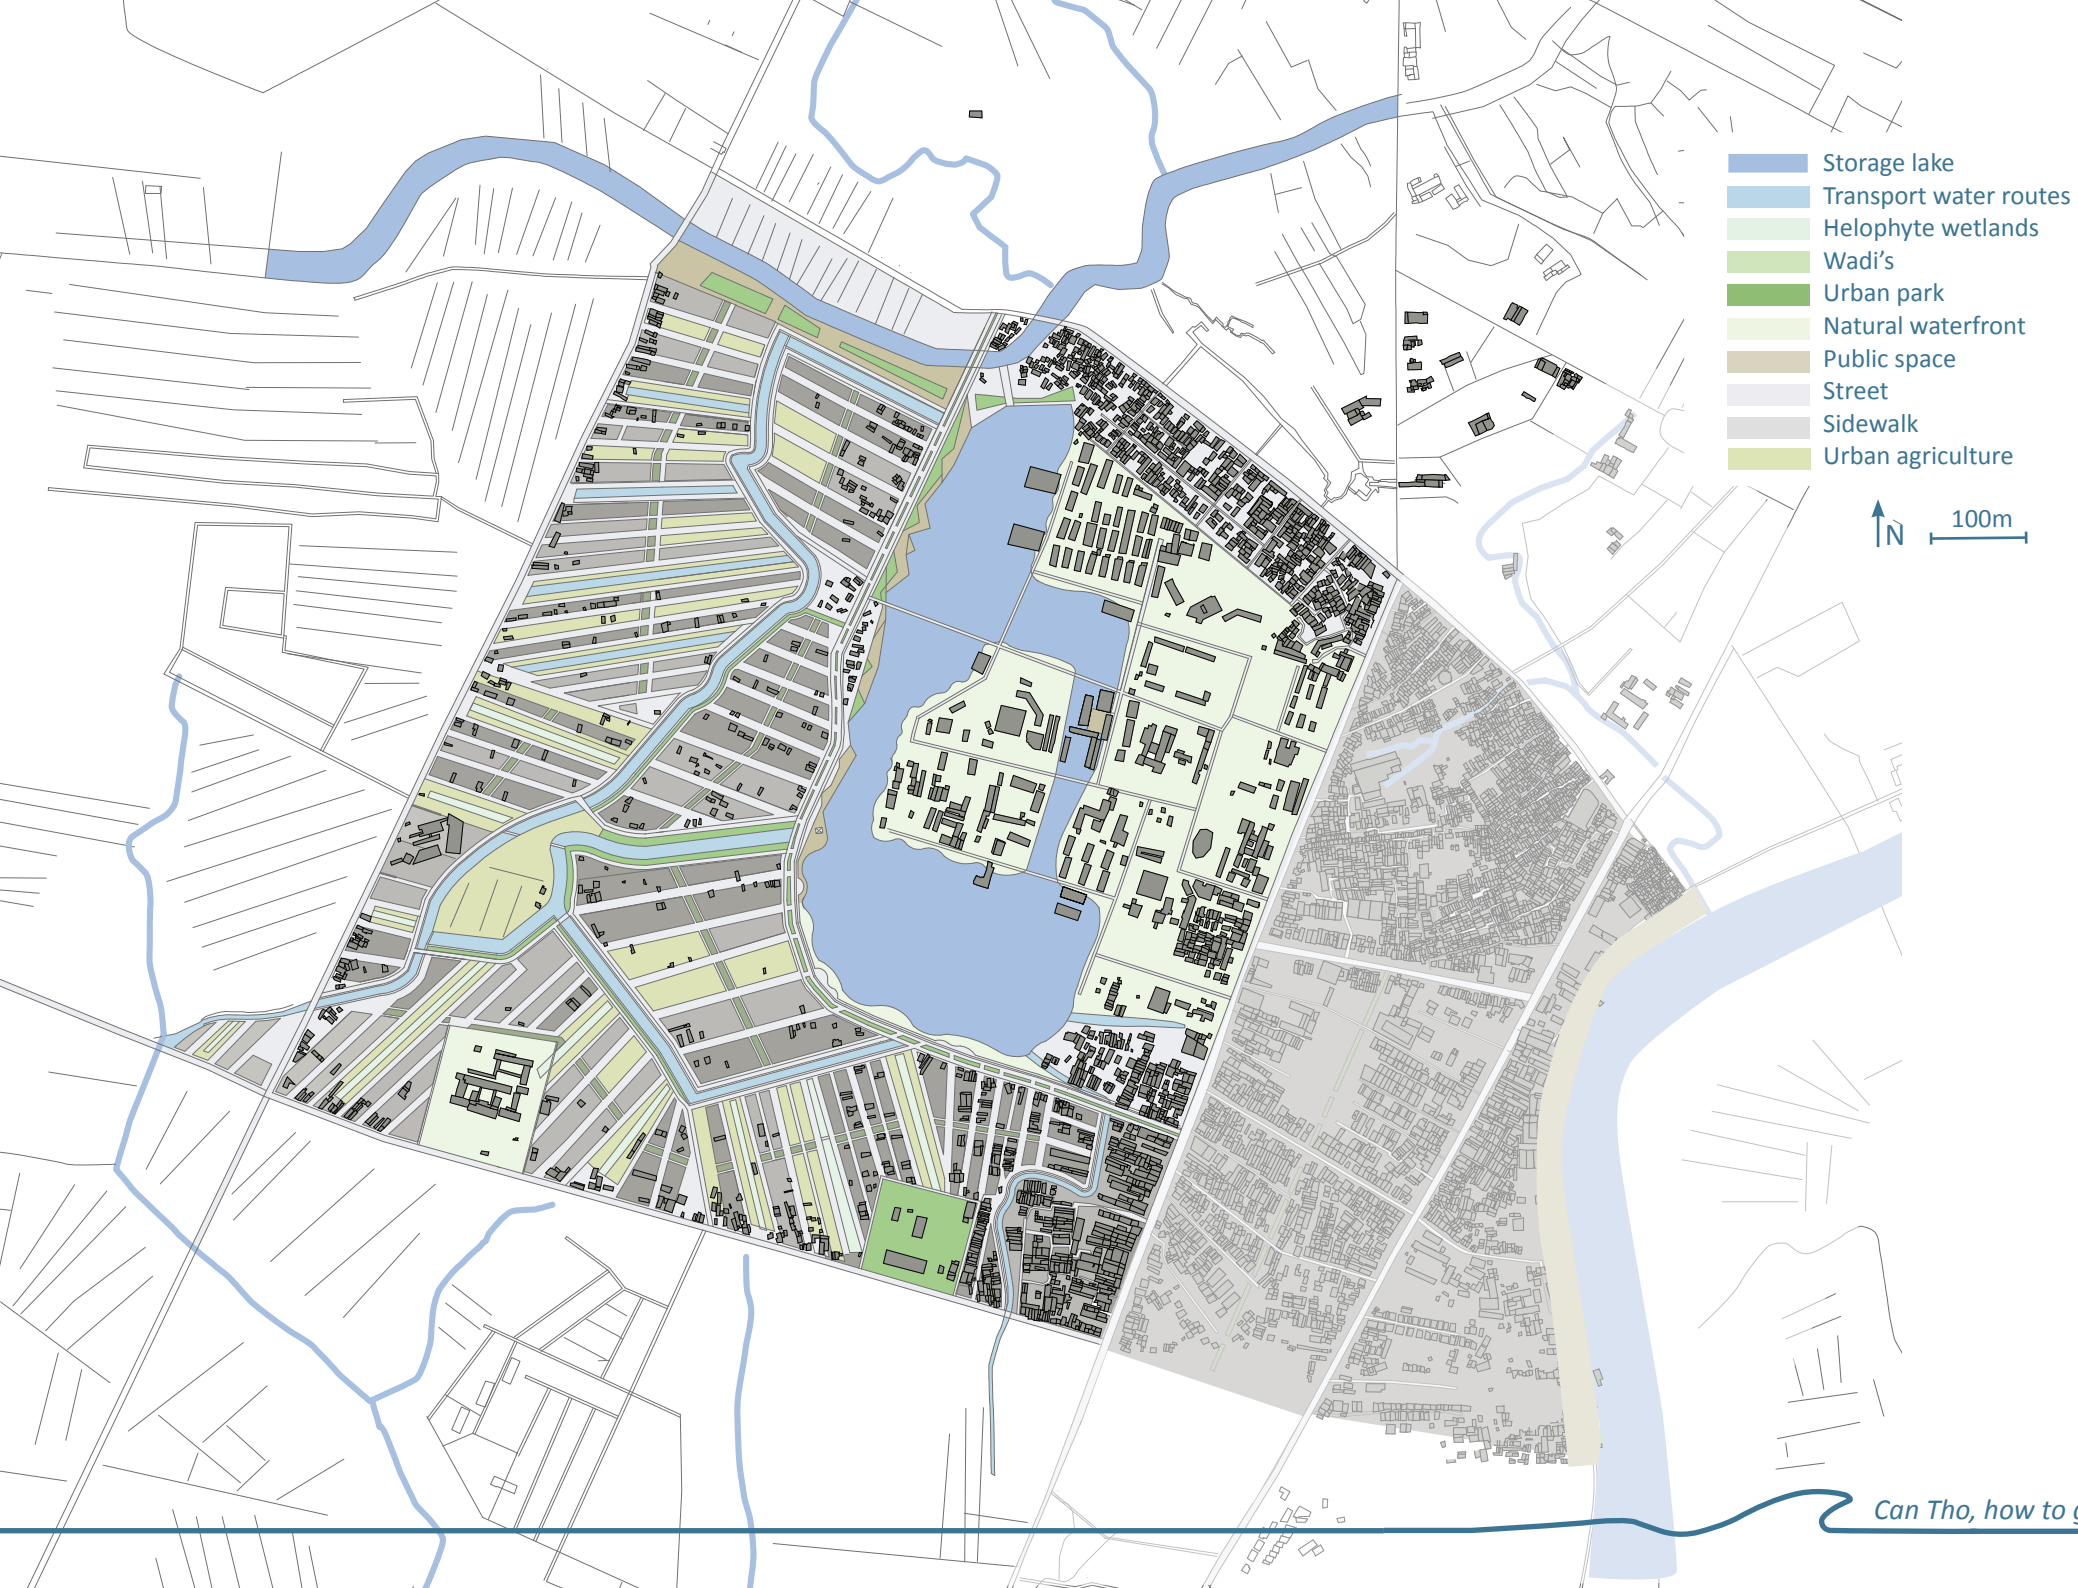 Storage lake
Transport water routes
Helophyte wetlands
Wadi's
Urban park
Natural waterfront
Public space
Street
Sidewalk
Urban agriculture
N
100m
Can Tho, how to g